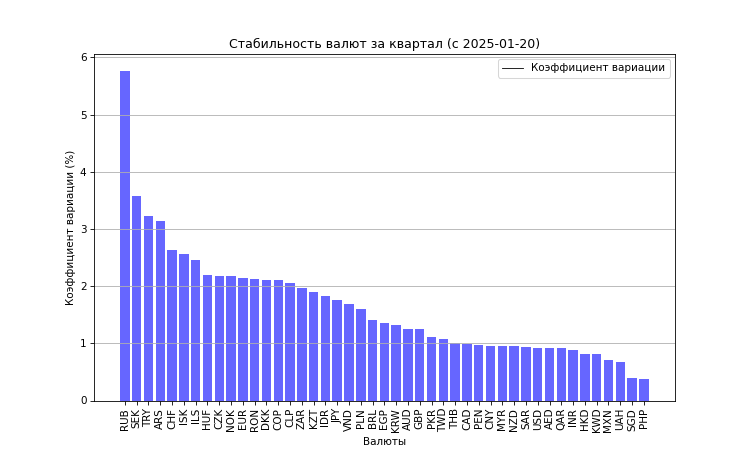 Стабильность валют за квартал (с 2025-01-20)
Коэффициент вариации
Коэффициент вариации (%)
6
5
4
3
2
1
0
RUB SEK TRY ARS CHF ISK ILS HUF CZK NOK EUR RON DKK COP CLP ZAR KZT IDR JPY VND PLN BRL EGP KRW AUD GBP PKR TWD THB CAD PEN CNY MYR NZD SAR USD AED QAR INR HKD KWD MXN UAH SGD PHP
Валюты